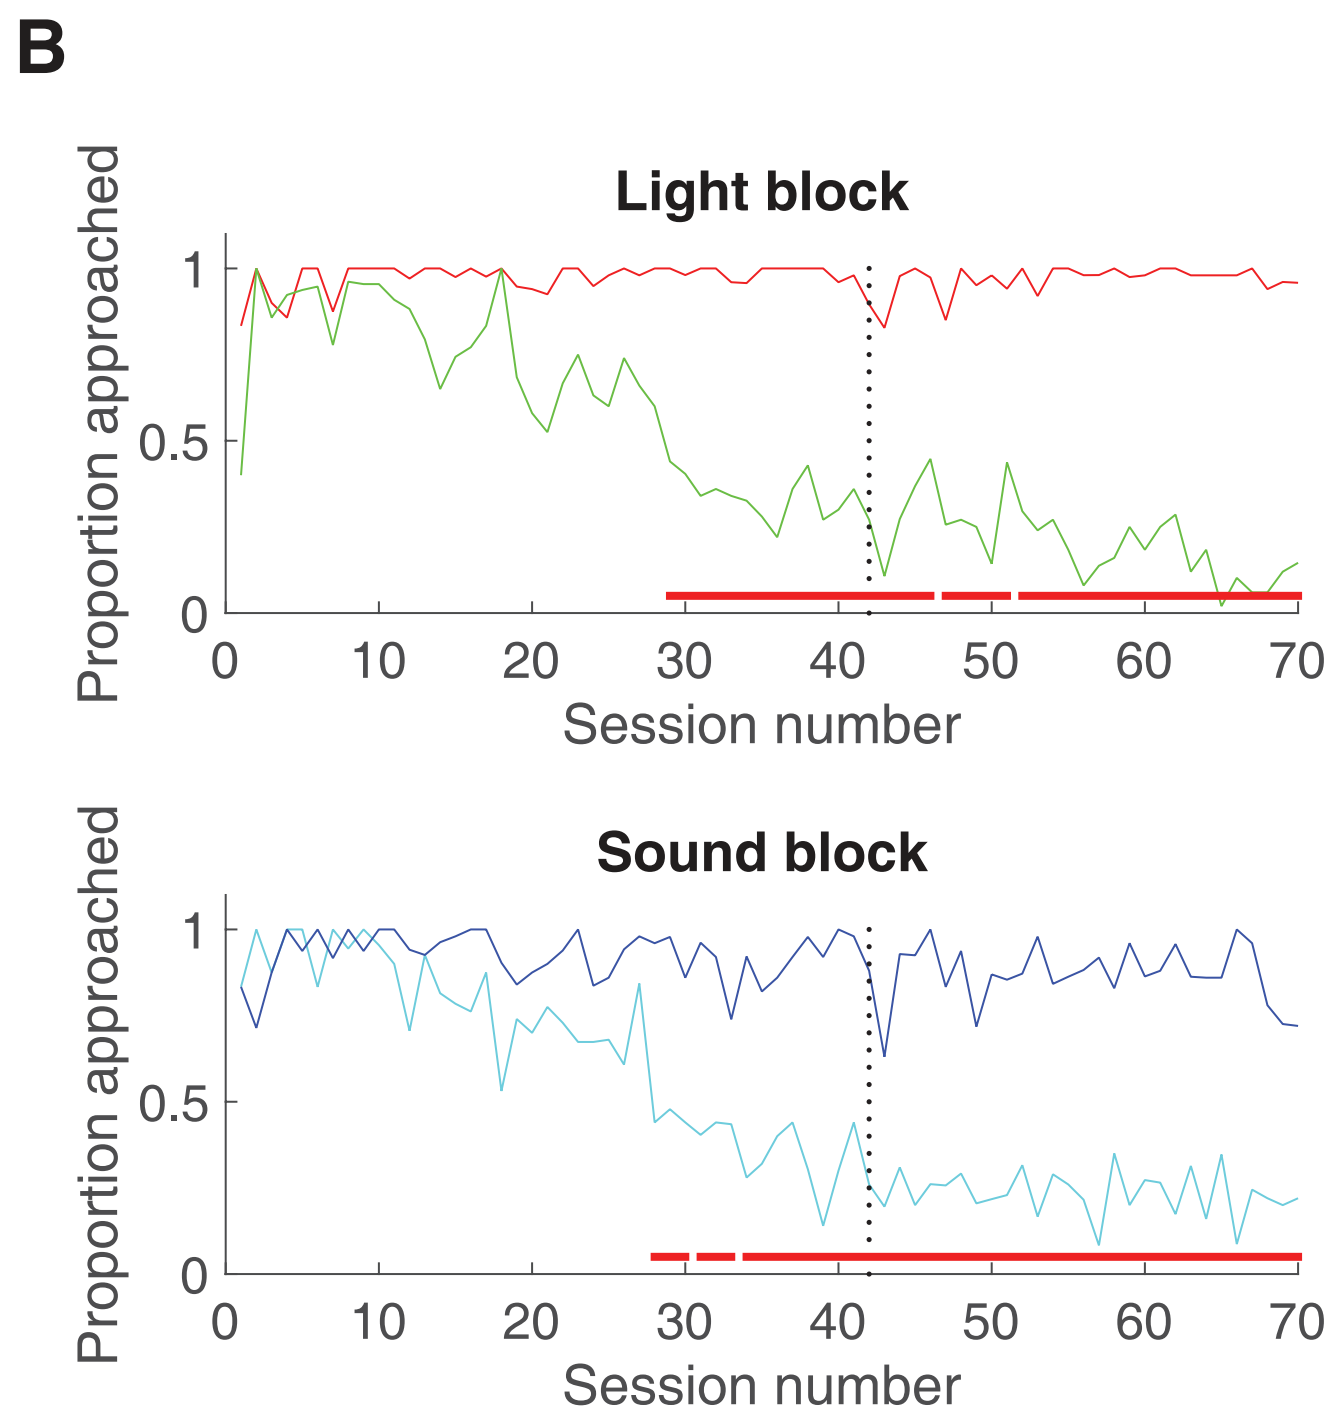 B
Light block
Proportion approached
1
0.5
0
0 10 20 30 40 50 60 70
Session number
Sound block
Proportion approached
1
0.5
0
0 10 20 30 40 50 60 70
Session number